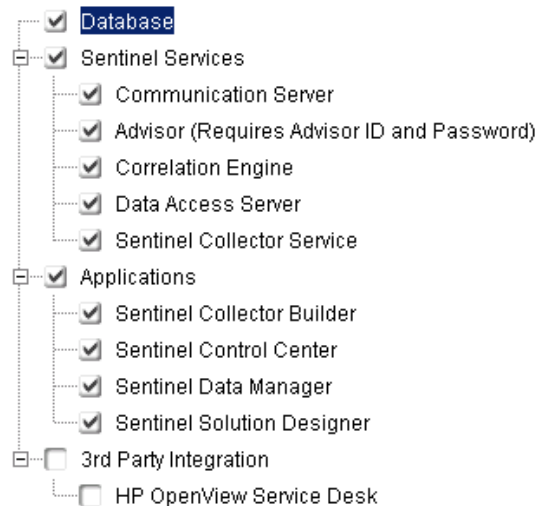 Database
Sentinel Services
Communication Server
Advisor (Requires Advisor ID and Password)
Correlation Engine
Data Access Server
Sentinel Collector Service
Applications
Sentinel Collector Builder
Sentinel Control Center
Sentinel Data Manager
Sentinel Solution Designer
3rd Party Integration
HP OpenView Service Desk